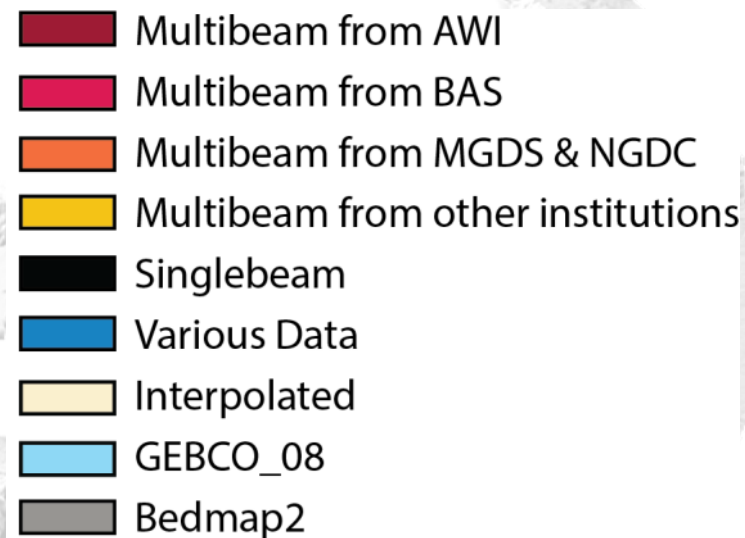 Multibeam from AWI
Multibeam from BAS
Multibeam from MGDS & NGDC
Multibeam from other institutions
Singlebeam
Various Data
Interpolated
GEBCO_08
Bedmap2